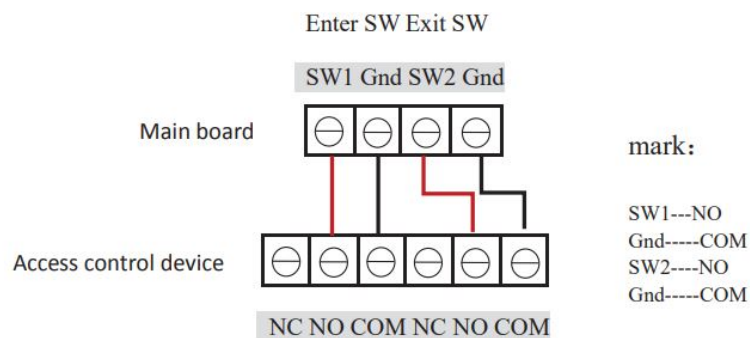 Enter SW Exit SW
SW1 Gnd SW2 Gnd
Main board
mark：
SW1---NO
Gnd-----COM
SW2----NO
Gnd-----COM
Access control device
NC NO COM NC NO COM